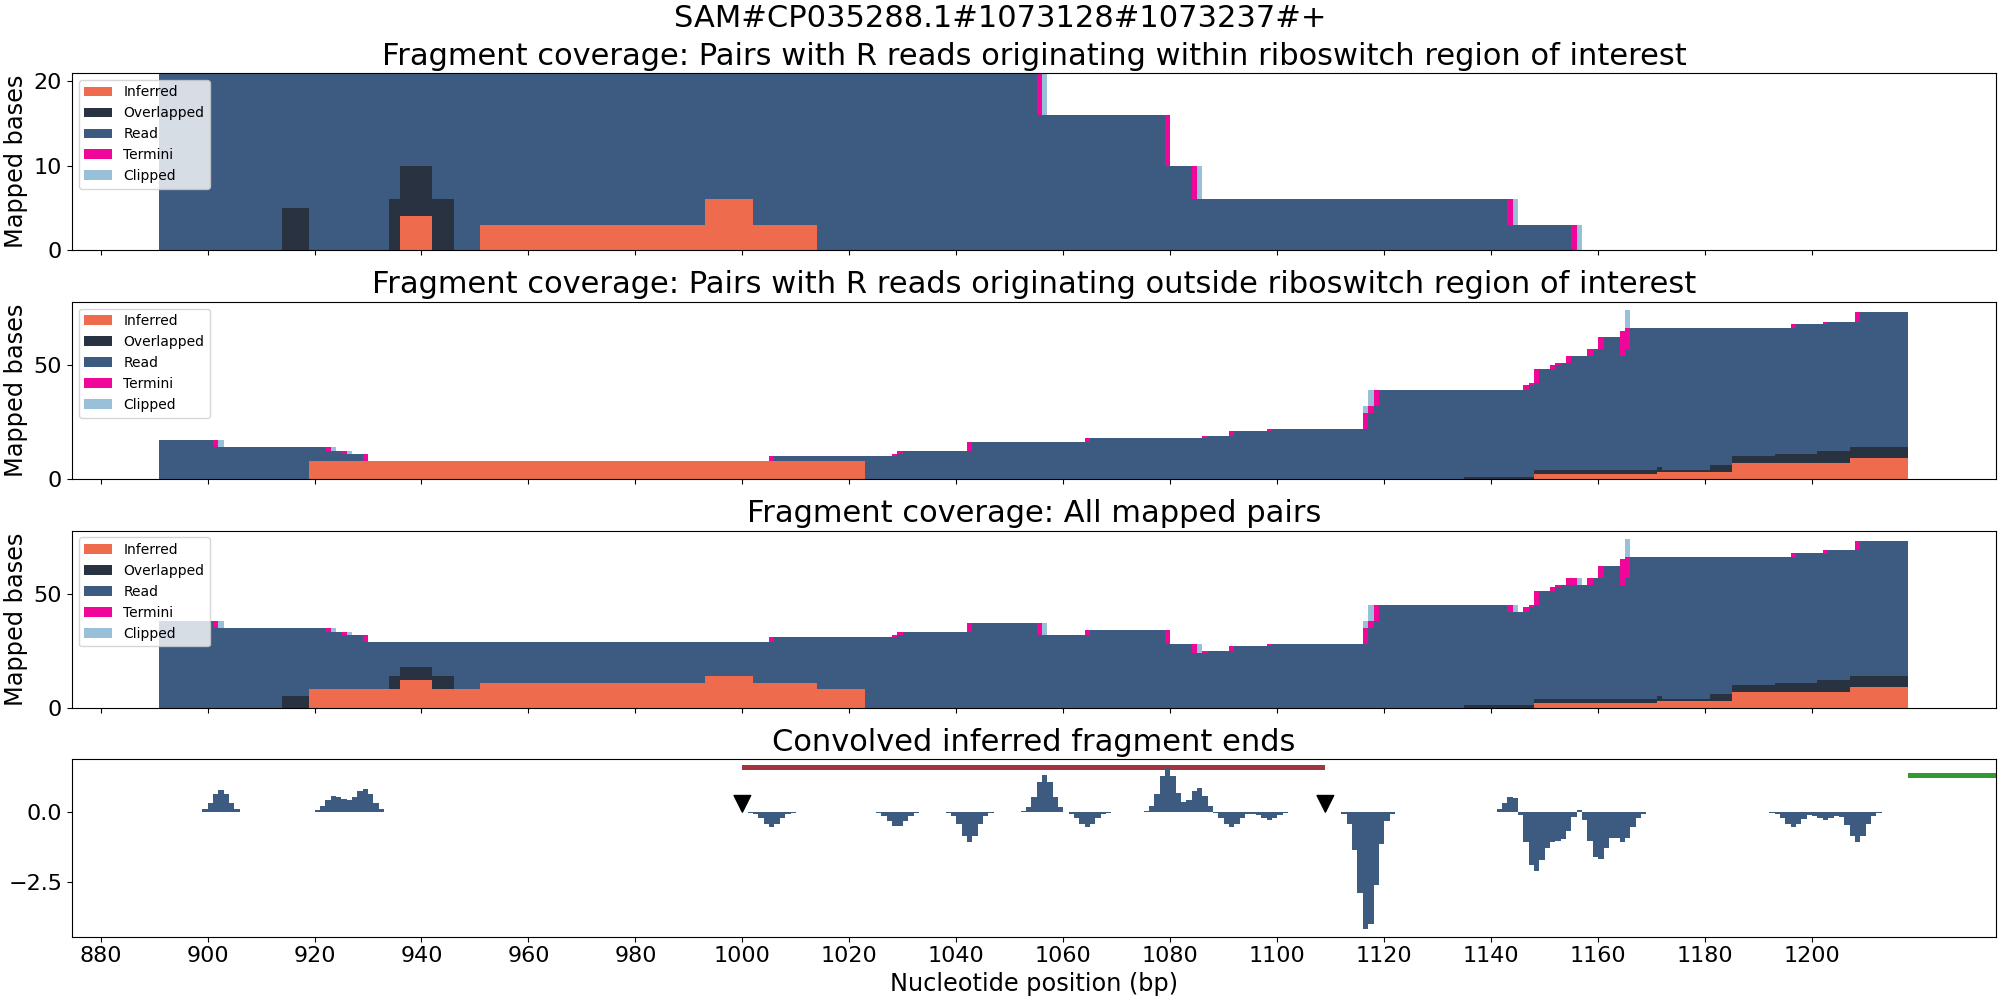 SAM#CP035288.1#1073128#1073237#+
Fragment coverage: Pairs with R reads originating within riboswitch region of interest
Mapped bases
20
10
0
Inferred
Overlapped
Read
Termini
Clipped
Fragment coverage: Pairs with R reads originating outside riboswitch region of interest
Mapped bases
50
0
Inferred
Overlapped
Read
Termini
Clipped
Fragment coverage: All mapped pairs
Mapped bases
50
0
Inferred
Overlapped
Read
Termini
Clipped
Convolved inferred fragment ends
0.0
−2.5
880 900 920 940 960 980 1000 1020 1040 1060 1080 1100 1120 1140 1160 1180 1200
Nucleotide position (bp)